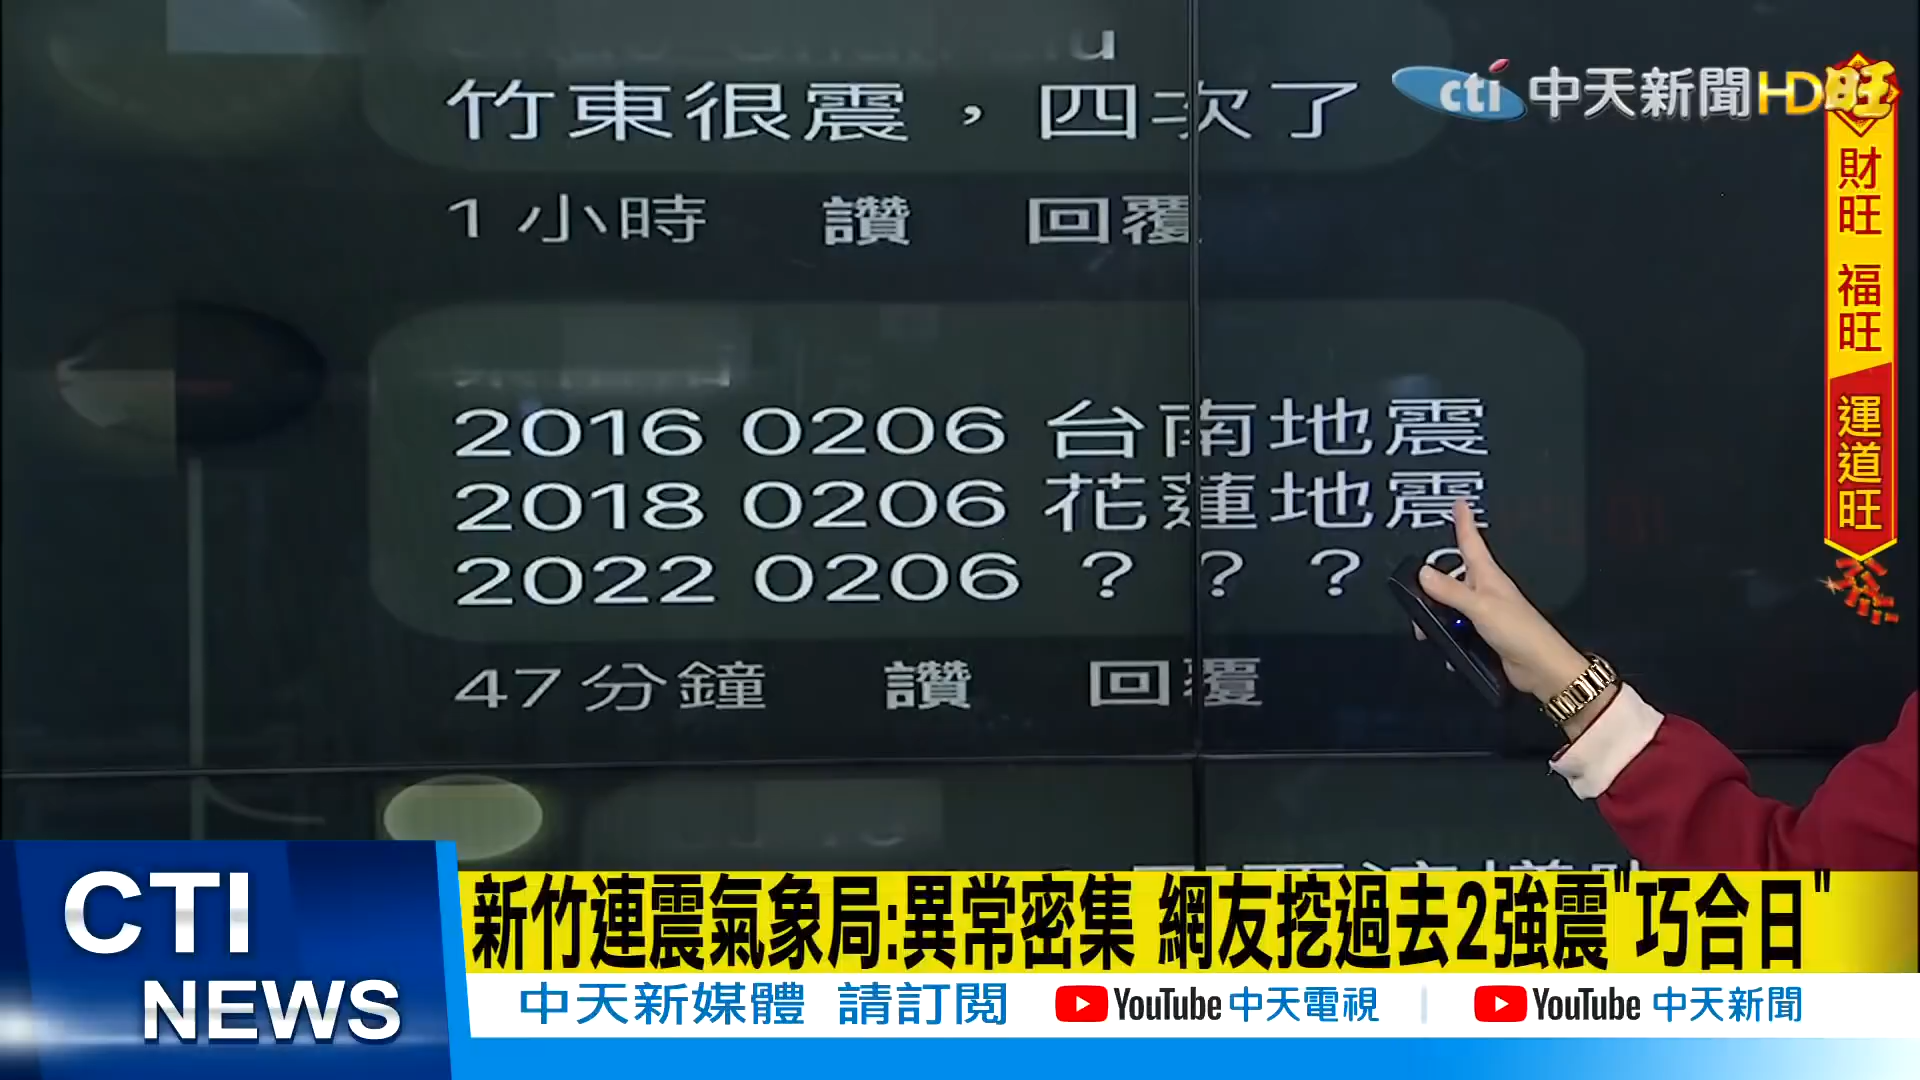 竹東很震，四次了
1小時 讚 回覆
2016 0206 台南地震
2018 0206 花蓮地震
2022 0206 ????
47分鐘 讚 回覆
cti 中天新聞HD
旺
財旺 福旺 運道旺
CTI NEWS
新竹連震氣象局:異常密集 網友挖過去2強震"巧合日"
中天新媒體 請訂閱 YouTube 中天電視 | YouTube 中天新聞